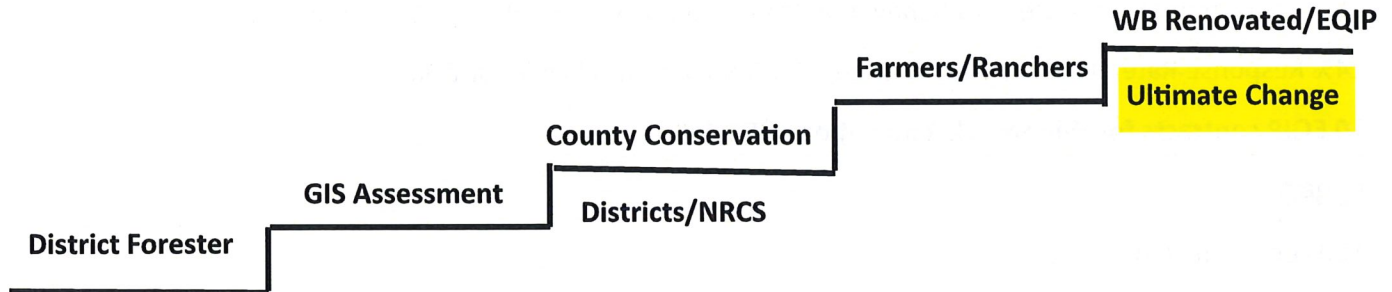 WB Renovated/EQIP
Farmers/Ranchers
Ultimate Change
County Conservation
GIS Assessment
Districts/NRCS
District Forester